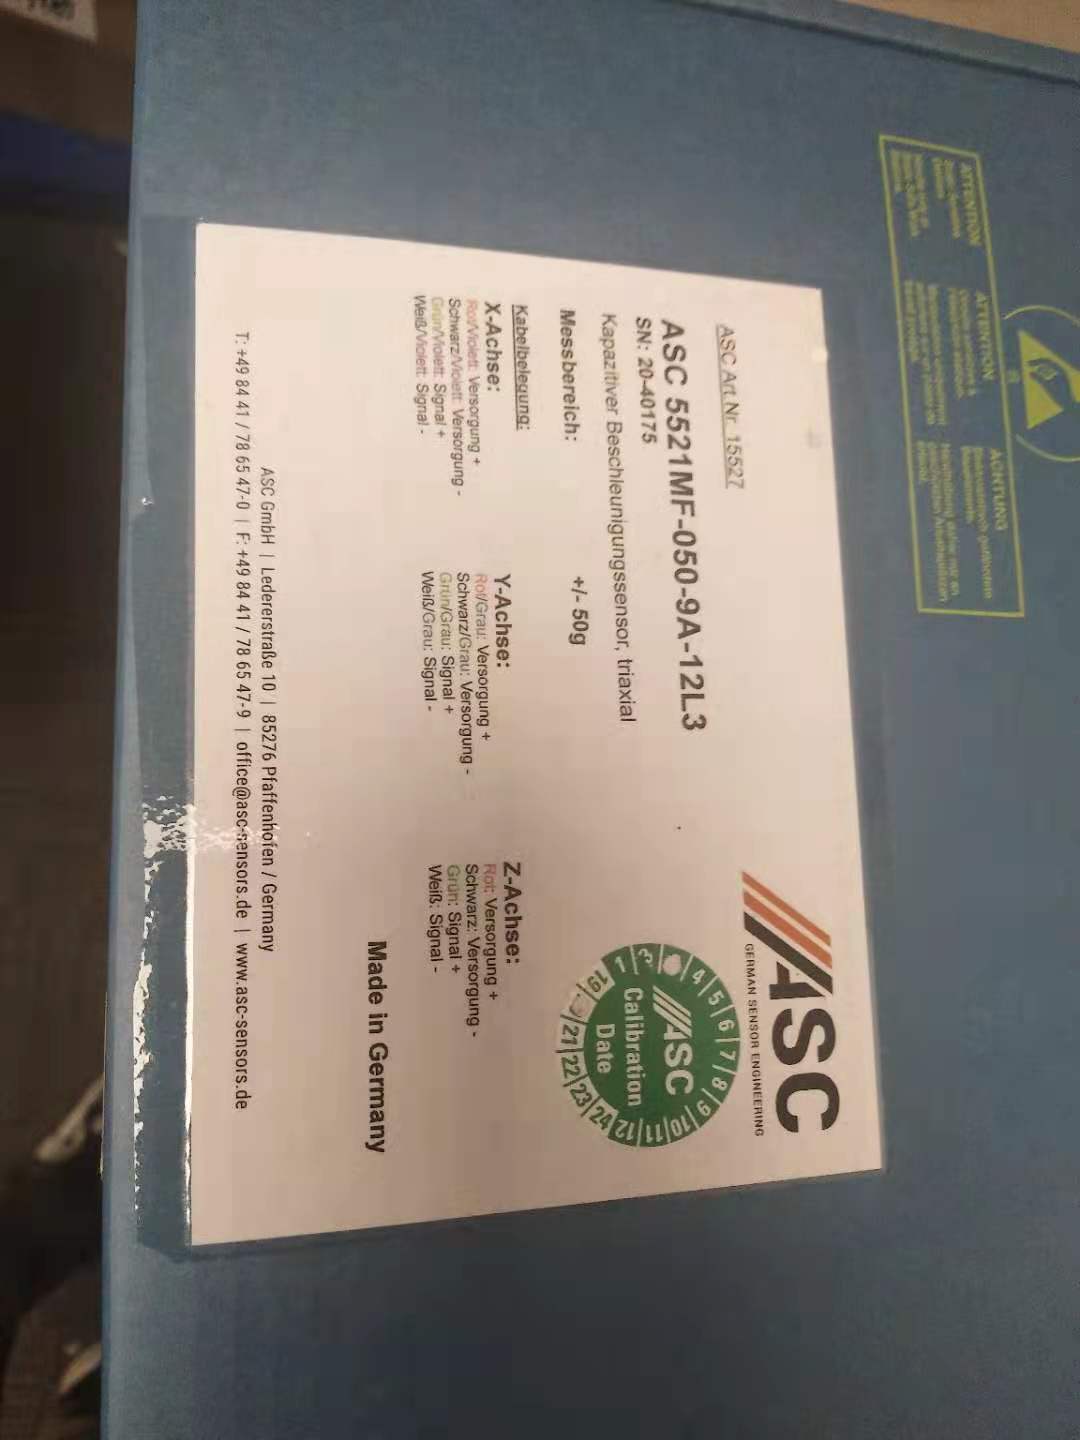 ATTENTION
ATTENTION
ACHTUNG
ASC Art.Nr. 15527
ASC
GERMAN SENSOR ENGINEERING
ASC 5521MF-050-9A-12L3
SN: 20-40175
Kapazitiver Beschleunigungssensor, triaxial
Messbereich: +/- 50g
1 3 4 5 6 7 8 9 10 11 12
ASC
Calibration
Date
19 21 22 23 24
Kabelbelegung:
X-Achse:
Rot/Violett: Versorgung +
Schwarz/Violett: Versorgung -
Grün/Violett: Signal +
Weiß/Violett: Signal -
Y-Achse:
Rot/Grau: Versorgung +
Schwarz/Grau: Versorgung -
Grün/Grau: Signal +
Weiß/Grau: Signal -
Z-Achse:
Rot: Versorgung +
Schwarz: Versorgung -
Grün: Signal +
Weiß: Signal -
Made in Germany
ASC GmbH | Ledererstraße 10 | 85276 Pfaffenhofen / Germany
T: +49 84 41 / 78 65 47-0 | F: +49 84 41 / 78 65 47-9 | office@asc-sensors.de | www.asc-sensors.de